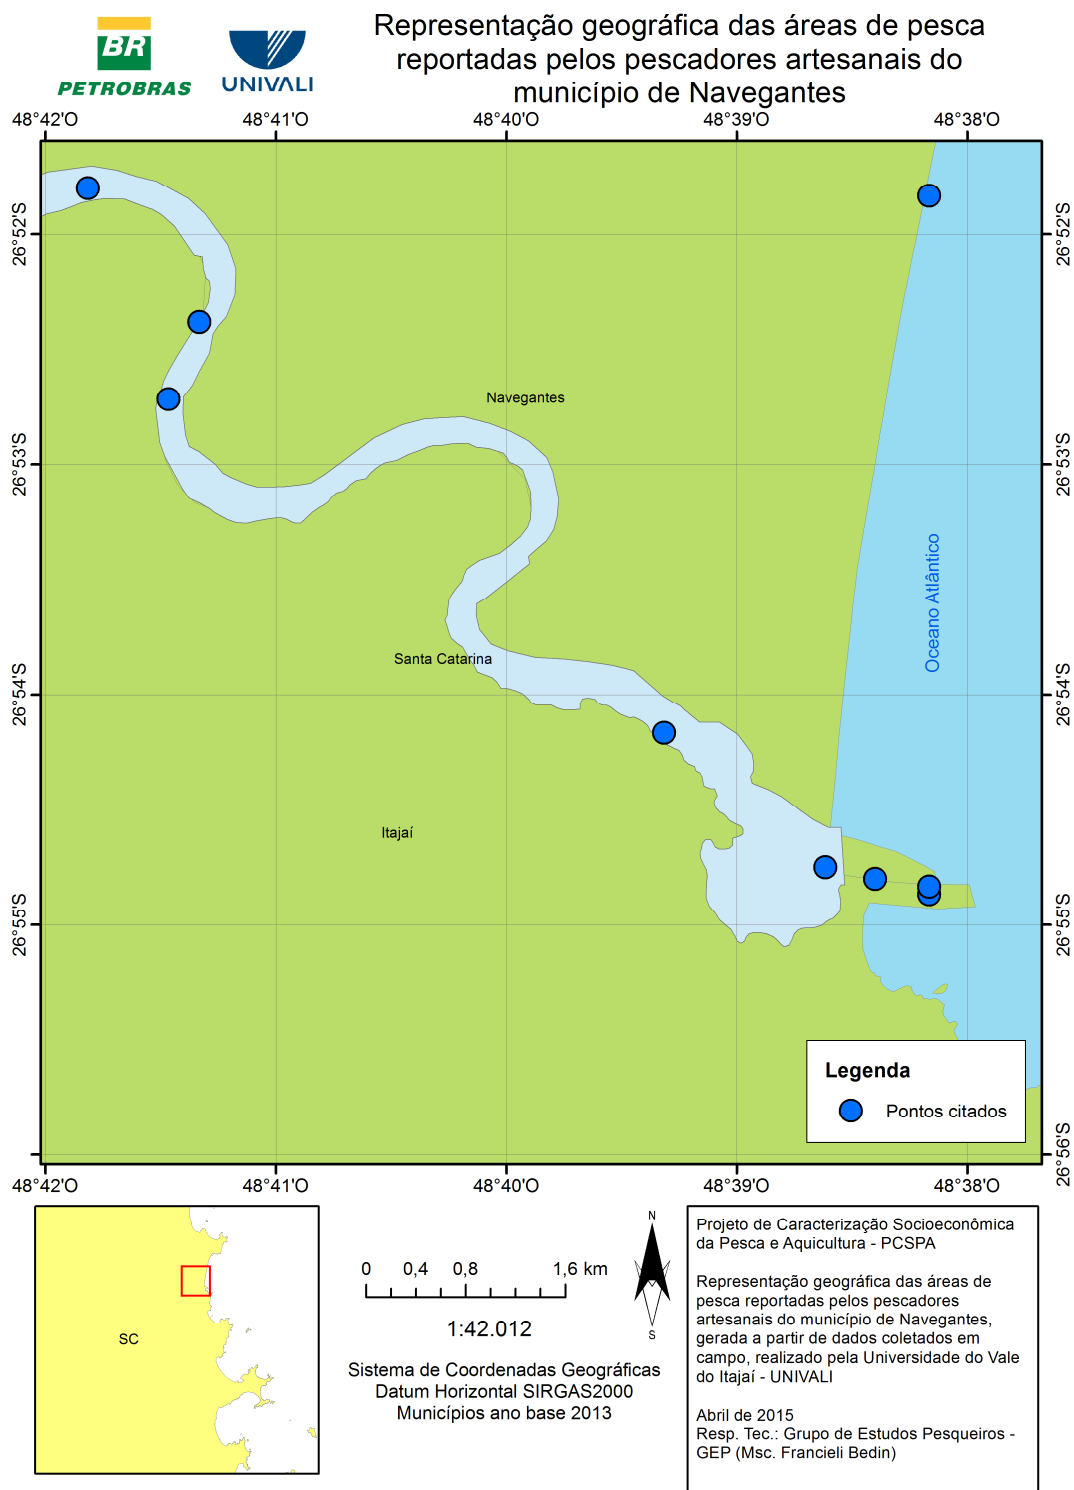 BR
PETROBRAS
UNIVALI
Representação geográfica das áreas de pesca
reportadas pelos pescadores artesanais do
município de Navegantes
48°42'O 48°41'O 48°40'O 48°39'O 48°38'O
26°52'S 26°52'S
Navegantes
26°53'S 26°53'S
Oceano Atlântico
Santa Catarina
26°54'S 26°54'S
Itajaí
26°55'S 26°55'S
Legenda
Pontos citados
26°56'S
48°42'O 48°41'O 48°40'O 48°39'O 48°38'O
SC
0 0,4 0,8 1,6 km
1:42.012
Sistema de Coordenadas Geográficas
Datum Horizontal SIRGAS2000
Municípios ano base 2013
N
S
Projeto de Caracterização Socioeconômica
da Pesca e Aquicultura - PCSPA
Representação geográfica das áreas de
pesca reportadas pelos pescadores
artesanais do município de Navegantes,
gerada a partir de dados coletados em
campo, realizado pela Universidade do Vale
do Itajaí - UNIVALI
Abril de 2015
Resp. Tec.: Grupo de Estudos Pesqueiros -
GEP (Msc. Francieli Bedin)